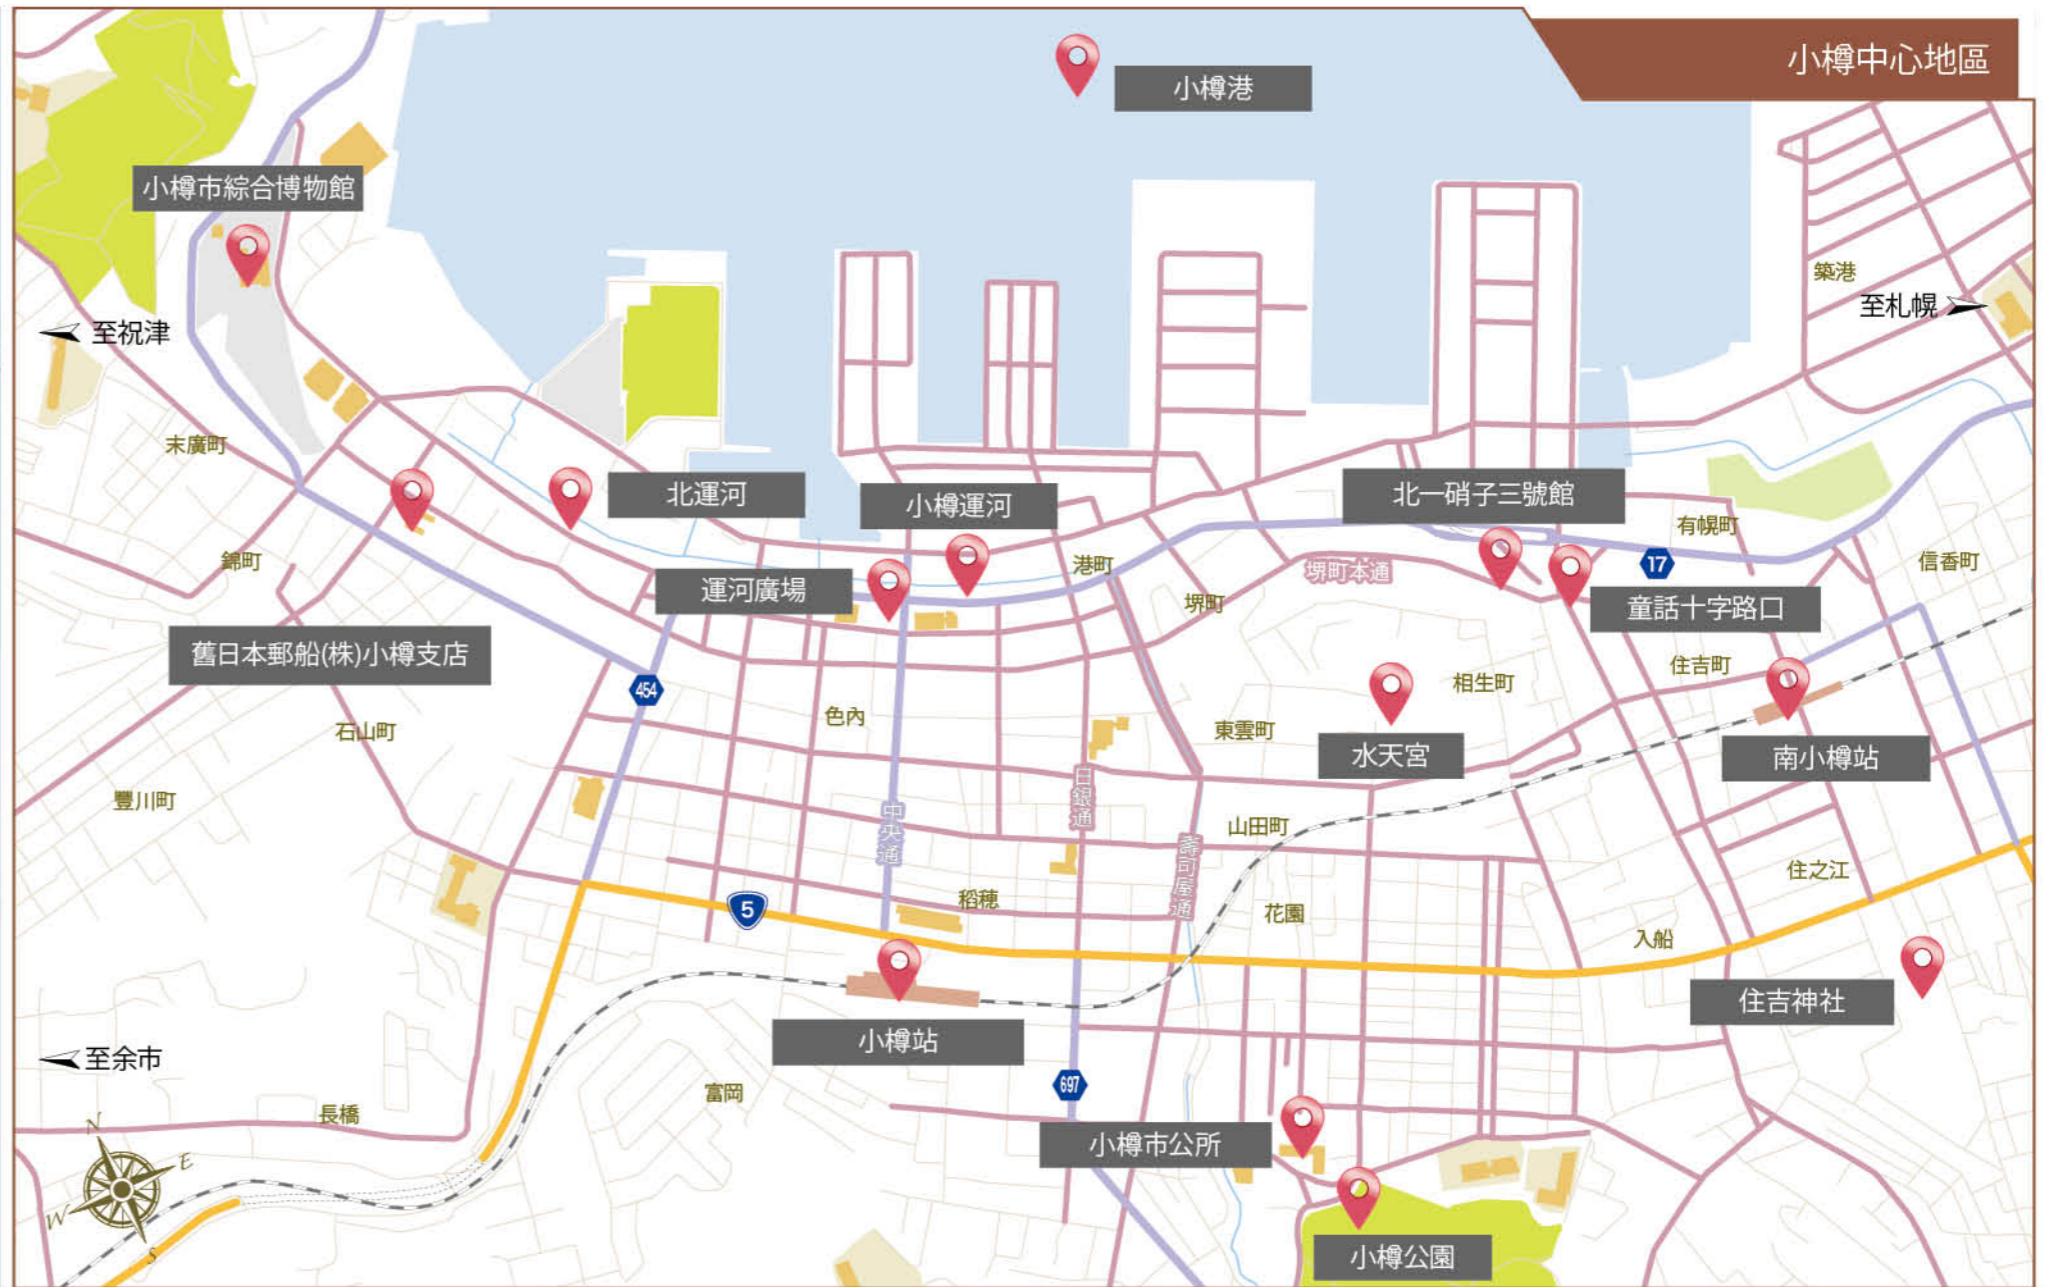 小樽中心地區
小樽港
小樽市綜合博物館
築港
至札幌
至祝津
末廣町
北運河
小樽運河
北一硝子三號館
有幌町
信香町
錦町
運河廣場
港町
堺町本通
17
堺町
童話十字路口
舊日本郵船(株)小樽支店
住吉町
454
相生町
色內
石山町
東雲町
水天宮
南小樽站
豐川町
中央通
日銀通
山田町
壽司屋通
住之江
5
稻穗
花園
入船
住吉神社
小樽站
至余市
富岡
697
長橋
小樽市公所
小樽公園
N
E
W
S